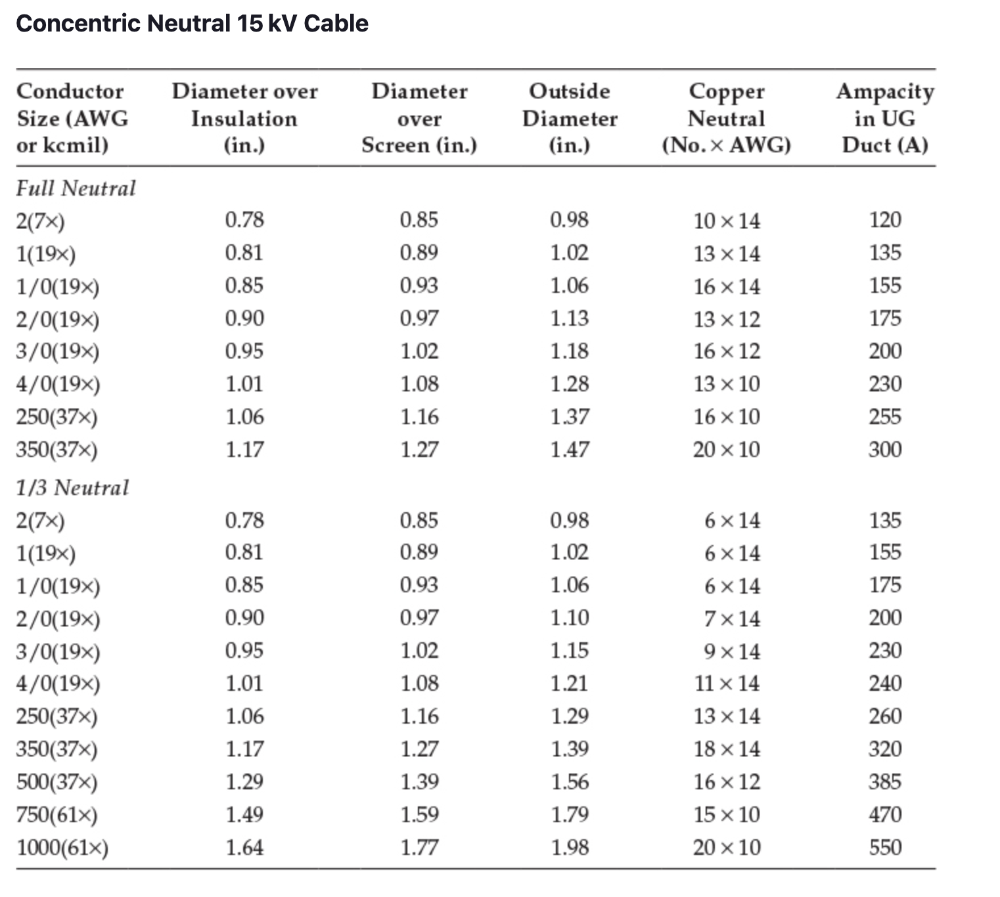 Concentric Neutral 15 kV Cable
Conductor Size (AWG or kcmil) Diameter over Insulation (in.) Diameter over Screen (in.) Outside Diameter (in.) Copper Neutral (No. × AWG) Ampacity in UG Duct (A)
Full Neutral
2(7×) 0.78 0.85 0.98 10 × 14 120
1(19×) 0.81 0.89 1.02 13 × 14 135
1/0(19×) 0.85 0.93 1.06 16 × 14 155
2/0(19×) 0.90 0.97 1.13 13 × 12 175
3/0(19×) 0.95 1.02 1.18 16 × 12 200
4/0(19×) 1.01 1.08 1.28 13 × 10 230
250(37×) 1.06 1.16 1.37 16 × 10 255
350(37×) 1.17 1.27 1.47 20 × 10 300
1/3 Neutral
2(7×) 0.78 0.85 0.98 6 × 14 135
1(19×) 0.81 0.89 1.02 6 × 14 155
1/0(19×) 0.85 0.93 1.06 6 × 14 175
2/0(19×) 0.90 0.97 1.10 7 × 14 200
3/0(19×) 0.95 1.02 1.15 9 × 14 230
4/0(19×) 1.01 1.08 1.21 11 × 14 240
250(37×) 1.06 1.16 1.29 13 × 14 260
350(37×) 1.17 1.27 1.39 18 × 14 320
500(37×) 1.29 1.39 1.56 16 × 12 385
750(61×) 1.49 1.59 1.79 15 × 10 470
1000(61×) 1.64 1.77 1.98 20 × 10 550